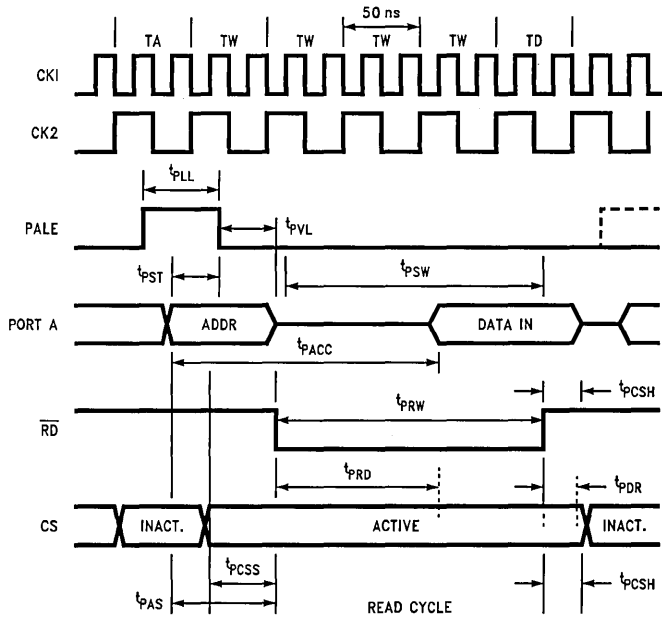 50 ns
TA TW TW TW TW TD
CK1
CK2
tPLL
PALE
tPVL
tPST
tPSW
PORT A ADDR DATA IN
tPACC
tPCSH
RD
tPRW
tPRD
tPDR
CS INACT. ACTIVE INACT.
tPCSS
tPCSH
tPAS
READ CYCLE